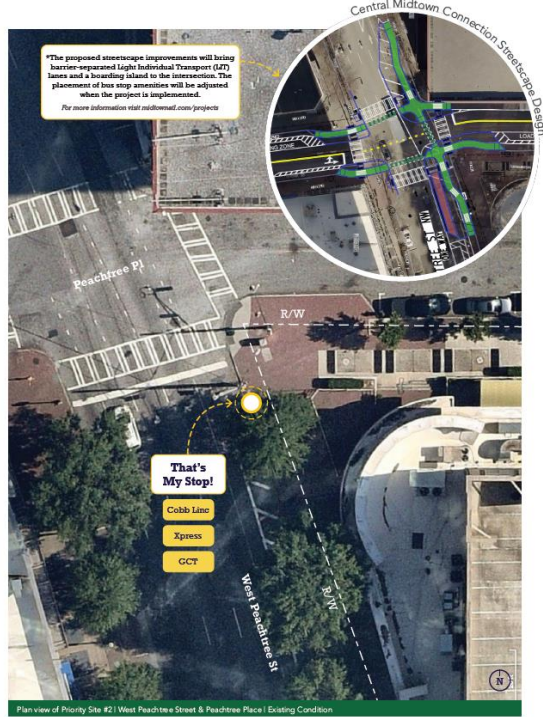 Central Midtown Connection Streetscape Design
*The proposed streetscape improvements will bring
barrier-separated Light Individual Transport (LIT)
lanes and a boarding island to the intersection. The
placement of bus stop amenities will be adjusted
when the project is implemented.
For more information visit midtownatl.com/projects
Peachtree Pl
R/W
That's
My Stop!
Cobb Linc
Xpress
GCT
West Peachtree St
R/W
N
Plan view of Priority Site #2 | West Peachtree Street & Peachtree Place | Existing Condition